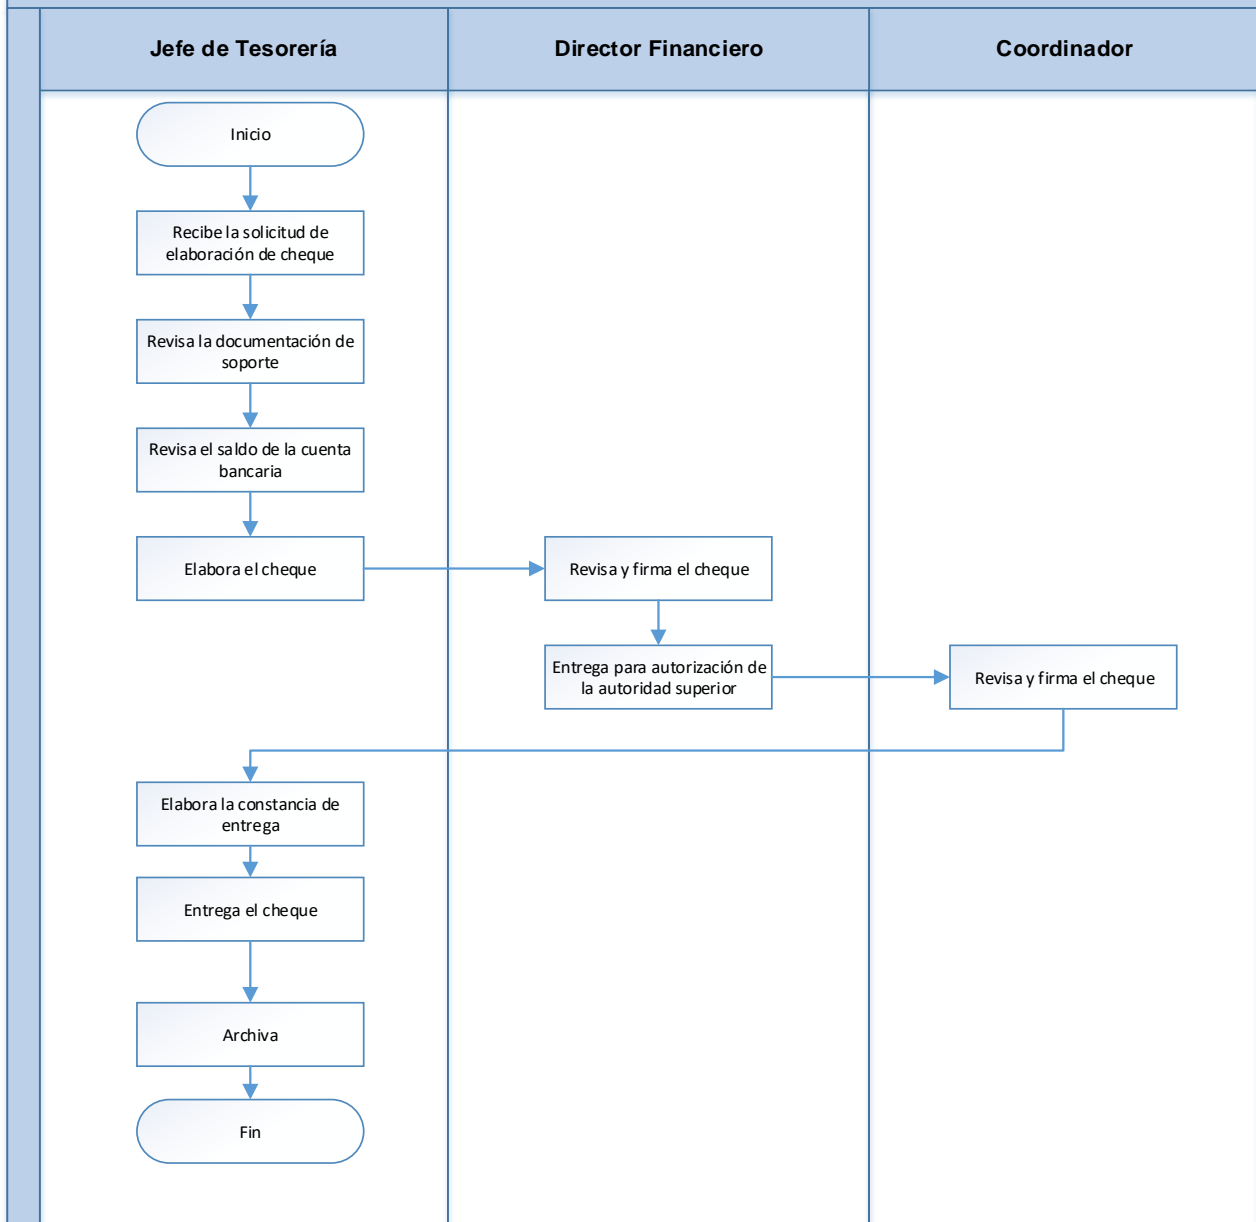 Jefe de Tesorería
Director Financiero
Coordinador
Inicio
Recibe la solicitud de
elaboración de cheque
Revisa la documentación de
soporte
Revisa el saldo de la cuenta
bancaria
Elabora el cheque
Revisa y firma el cheque
Entrega para autorización de
la autoridad superior
Revisa y firma el cheque
Elabora la constancia de
entrega
Entrega el cheque
Archiva
Fin